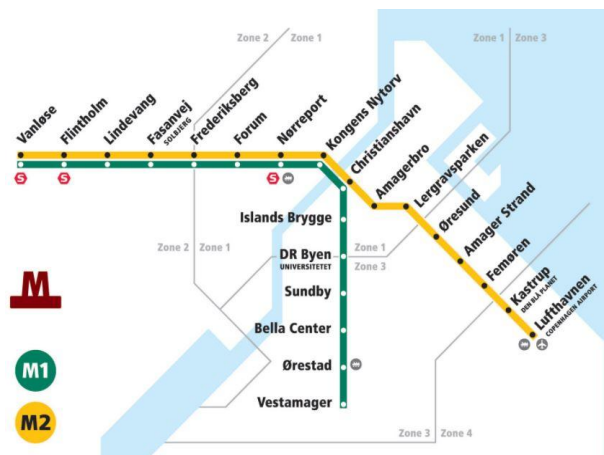 Zone 2
Zone 1
Zone 1
Zone 3
Vanløse
Flintholm
Lindevang
Fasanvej
SOLBJERG
Frederiksberg
Forum
Nørreport
Kongens Nytorv
Christianshavn
Amagerbro
Lergravsparken
Øresund
Amager Strand
Femøren
Kastrup
DEN BLÅ PLANET
Lufthavnen
COPENHAGEN AIRPORT
S
S
S
Islands Brygge
Zone 2
Zone 1
DR Byen
UNIVERSITETET
Zone 1
Zone 3
Sundby
Bella Center
Ørestad
Vestamager
Zone 3
Zone 4
M
M1
M2